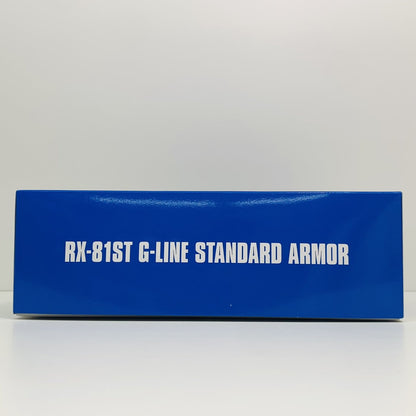 RX-81ST G-LINE STANDARD ARMOR